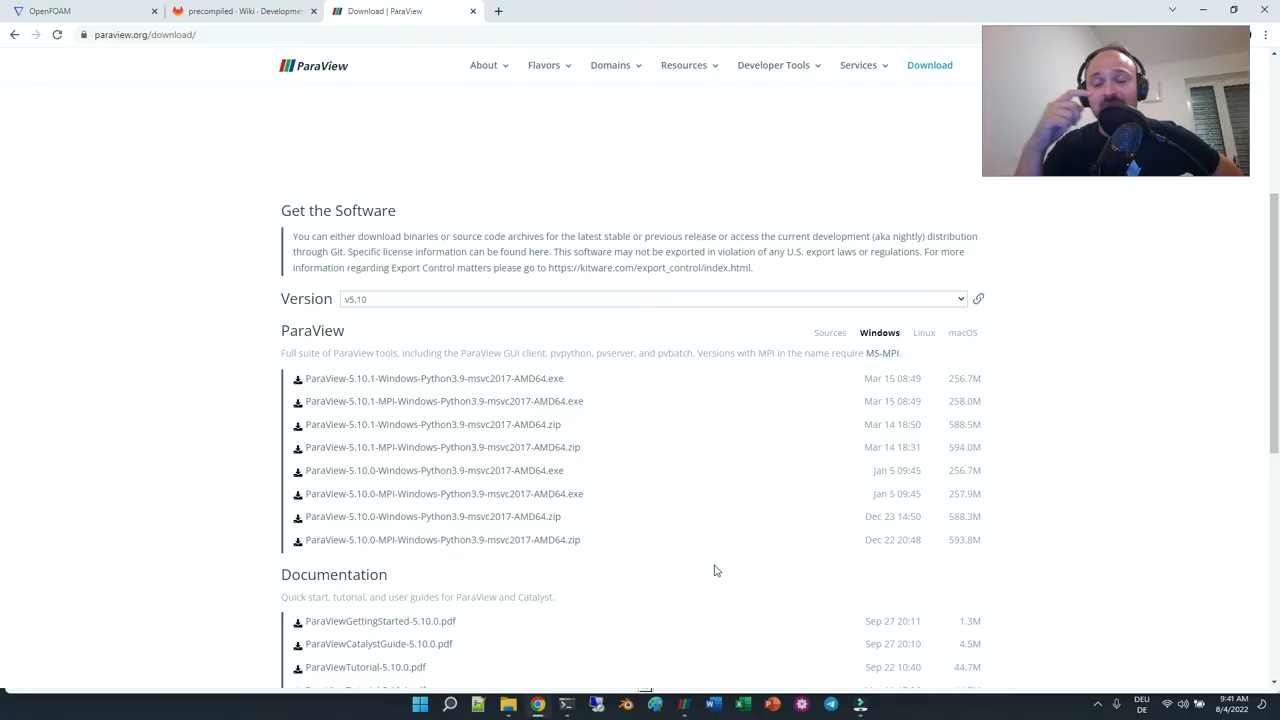 OpenFOAM
precompiled · Wiki · Developmen
Download | ParaView
paraview.org/download/
ParaView
About
Flavors
Domains
Resources
Developer Tools
Services
Download
Get the Software
You can either download binaries or source code archives for the latest stable or previous release or access the current development (aka nightly) distribution
through Git. Specific license information can be found here. This software may not be exported in violation of any U.S. export laws or regulations. For more
information regarding Export Control matters please go to https://kitware.com/export_control/index.html.
Version v5.10
ParaView Sources Windows Linux macOS
Full suite of ParaView tools, including the ParaView GUI client, pvpython, pvserver, and pvbatch. Versions with MPI in the name require MS-MPI.
ParaView-5.10.1-Windows-Python3.9-msvc2017-AMD64.exe Mar 15 08:49 256.7M
ParaView-5.10.1-MPI-Windows-Python3.9-msvc2017-AMD64.exe Mar 15 08:49 258.0M
ParaView-5.10.1-Windows-Python3.9-msvc2017-AMD64.zip Mar 14 18:50 588.5M
ParaView-5.10.1-MPI-Windows-Python3.9-msvc2017-AMD64.zip Mar 14 18:31 594.0M
ParaView-5.10.0-Windows-Python3.9-msvc2017-AMD64.exe Jan 5 09:45 256.7M
ParaView-5.10.0-MPI-Windows-Python3.9-msvc2017-AMD64.exe Jan 5 09:45 257.9M
ParaView-5.10.0-Windows-Python3.9-msvc2017-AMD64.zip Dec 23 14:50 588.3M
ParaView-5.10.0-MPI-Windows-Python3.9-msvc2017-AMD64.zip Dec 22 20:48 593.8M
Documentation
Quick start, tutorial, and user guides for ParaView and Catalyst.
ParaViewGettingStarted-5.10.0.pdf Sep 27 20:11 1.3M
ParaViewCatalystGuide-5.10.0.pdf Sep 27 20:10 4.5M
ParaViewTutorial-5.10.0.pdf Sep 22 10:40 44.7M
DEU
DE
9:41 AM
8/4/2022